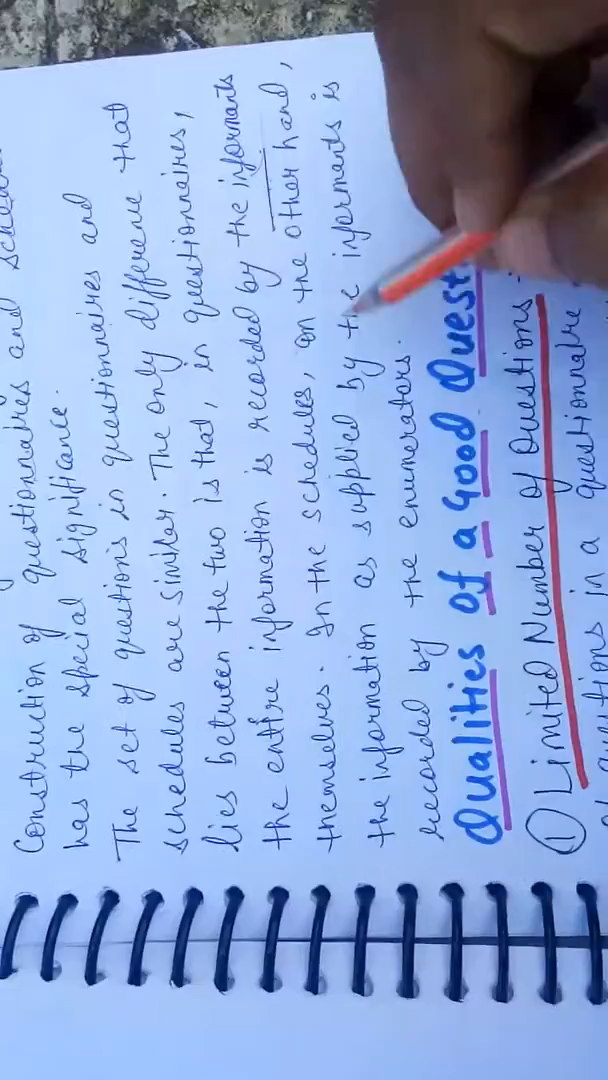 Construction of questionnaires and
has the special significance.
The set of questions in questionnaires and
schedules are similar. The only difference that
lies between the two is that, in questionnaires,
the entire information is recorded by the informants
themselves. In the schedules, on the other hand,
the information as supplied by the informants is
recorded by the enumerators.
Qualities of a Good
① Limited Number of Questions :
questions in a questionnaire